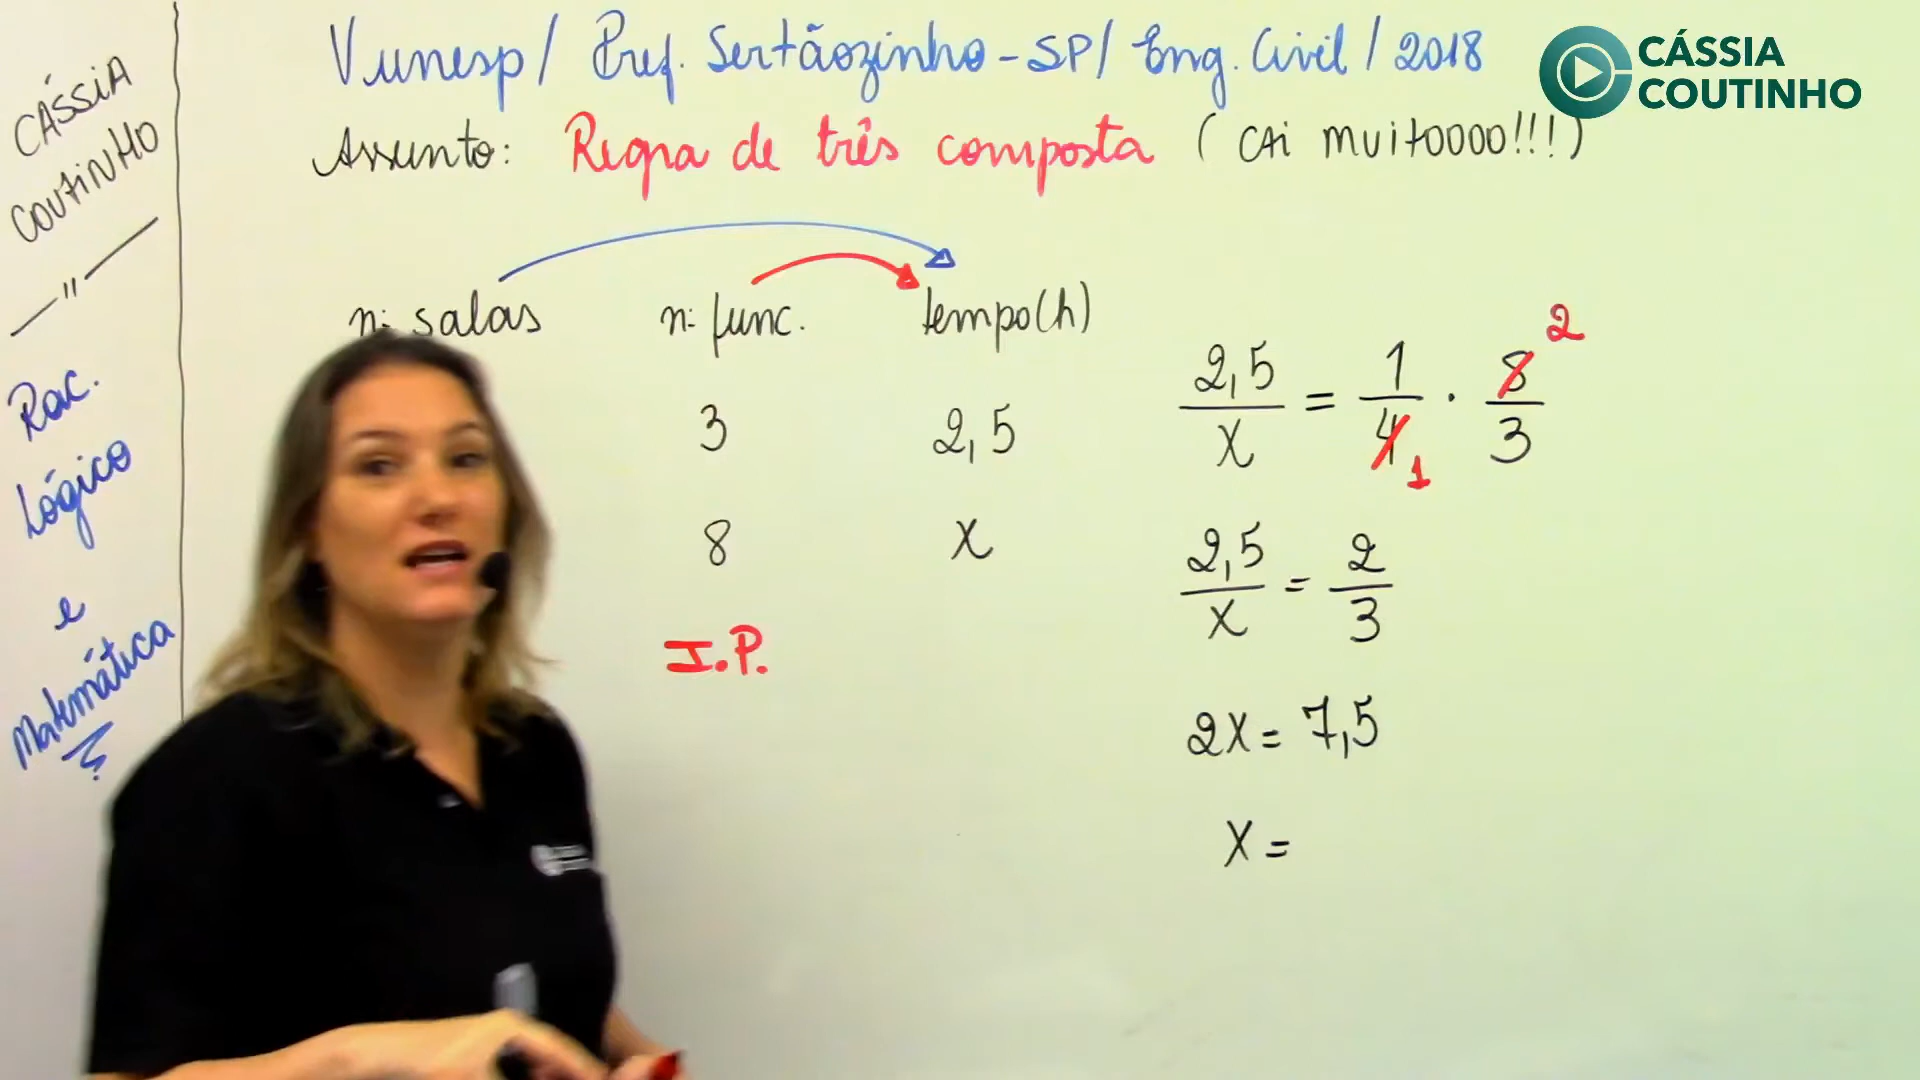 Vunesp / Pref. Sertãozinho - SP / Eng. Civil / 2018
Assunto: Regra de três composta ( CAi MUITOOOO!!! )
CÁSSIA
COUTINHO
CÁSSIA
COUTINHO
"
Rac.
Lógico
e
Matemática
nº salas nº func. tempo(h)
3 2,5
8 x
I.P.
2,5/x = 1/4 1 . 8/3 2
2,5/x = 2/3
2x = 7,5
x =